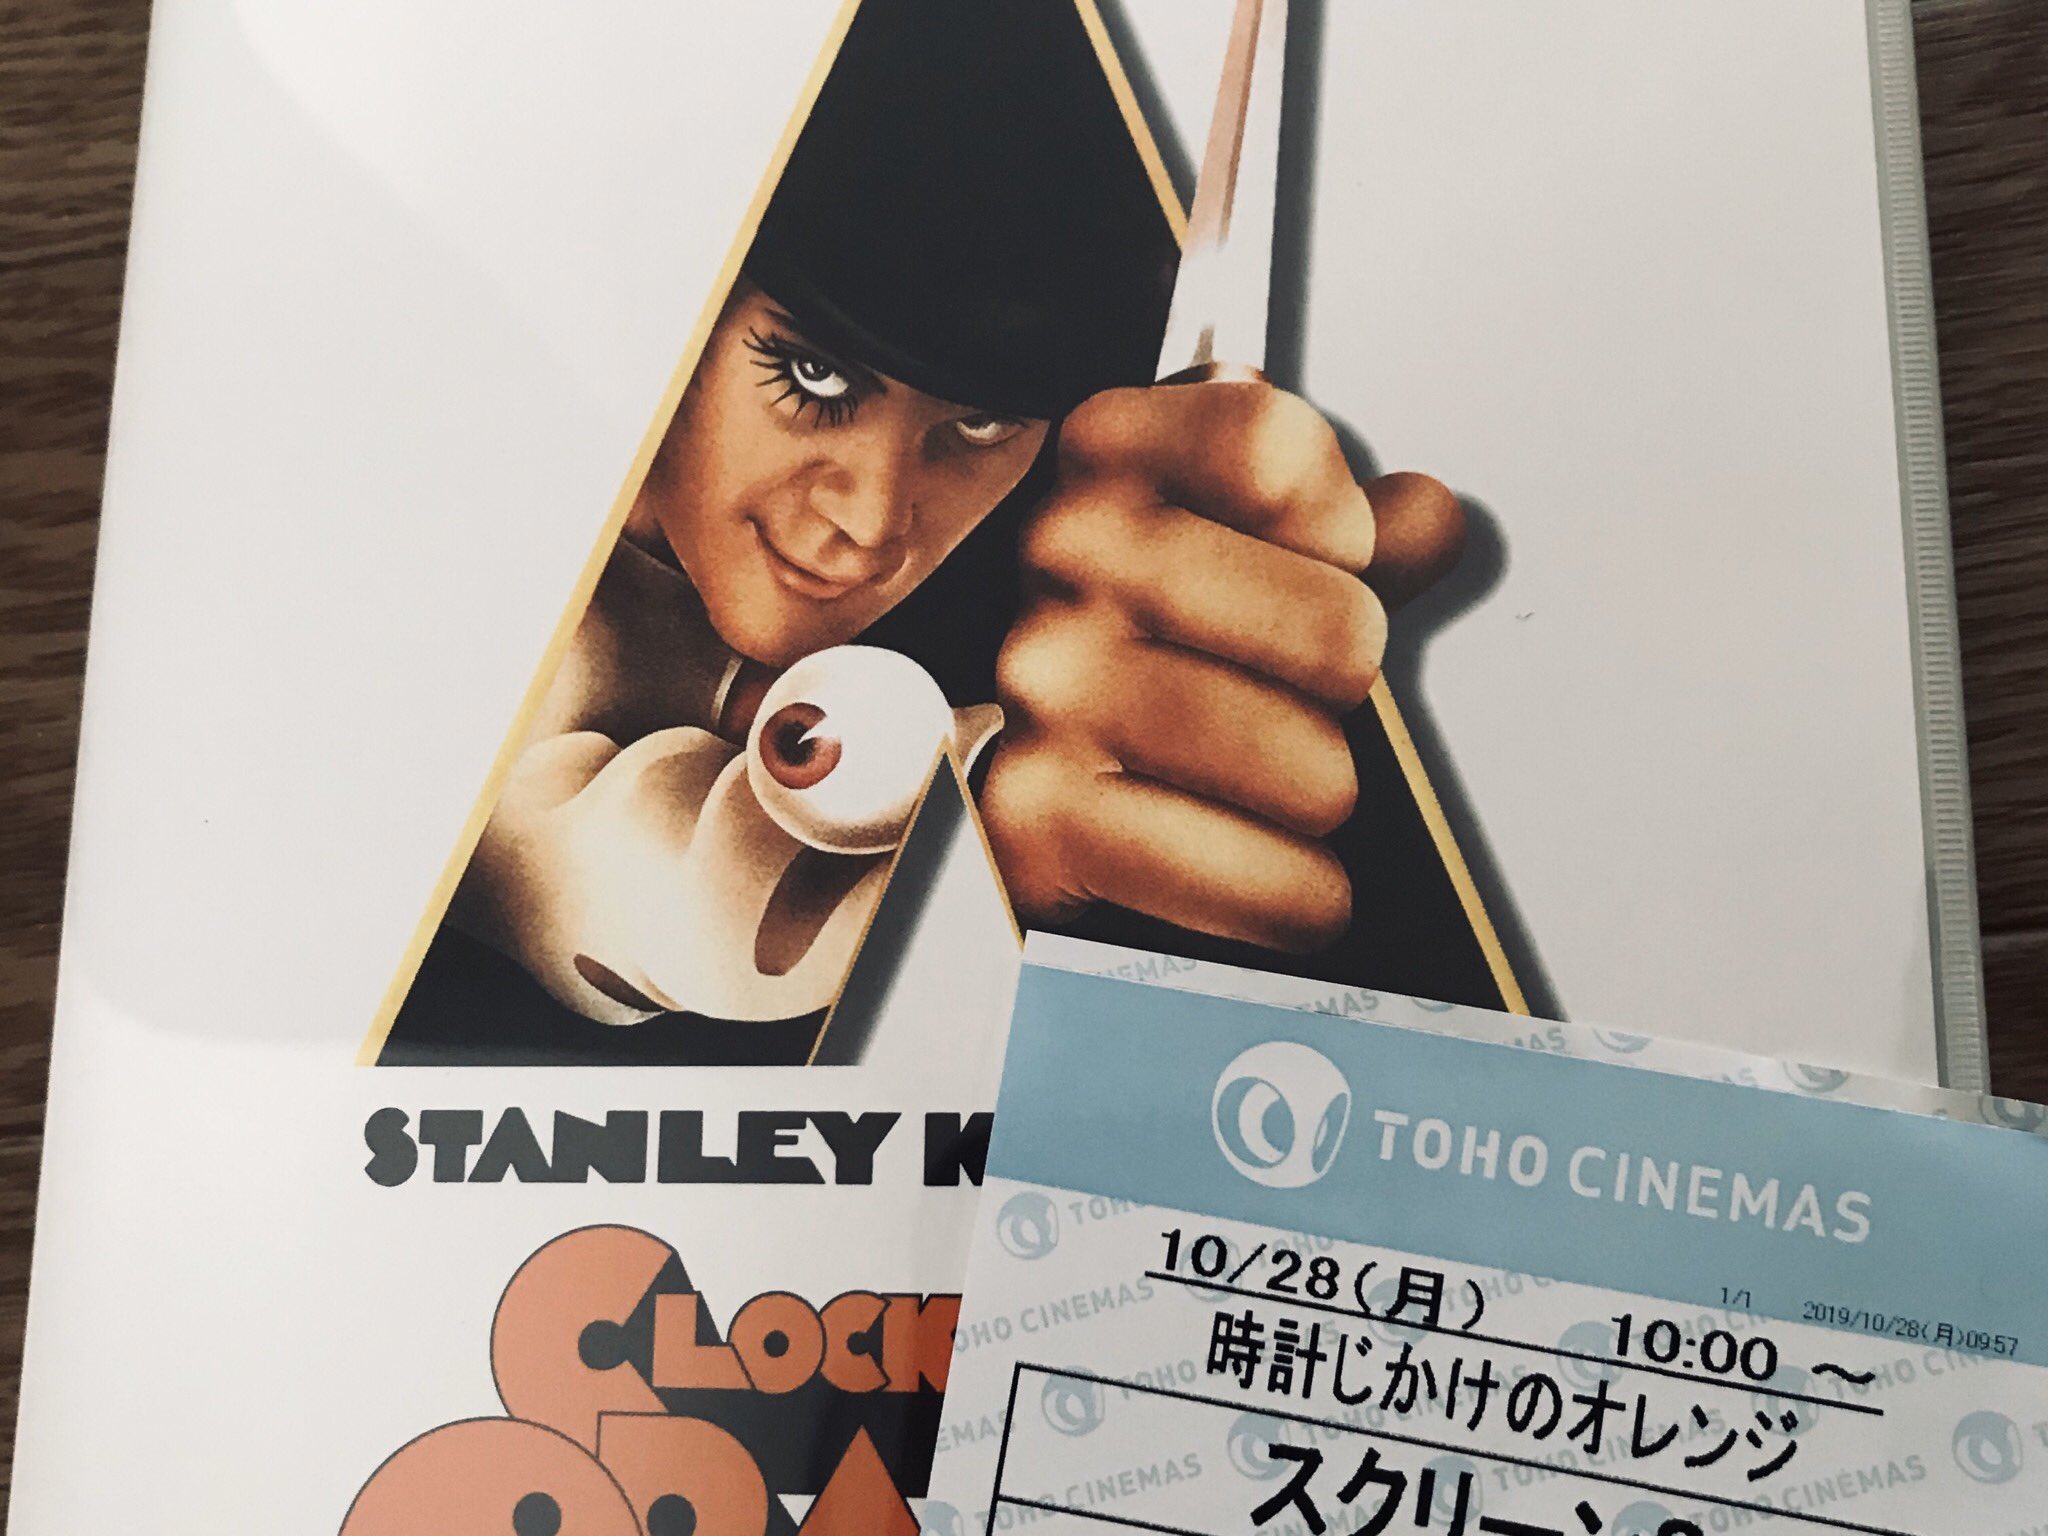 STANLEY K
CLOCK
TOHO CINEMAS
1/1 2019/10/28(月)09:57
10/28(月) 10:00 ～
時計じかけのオレンジ
スクリーン